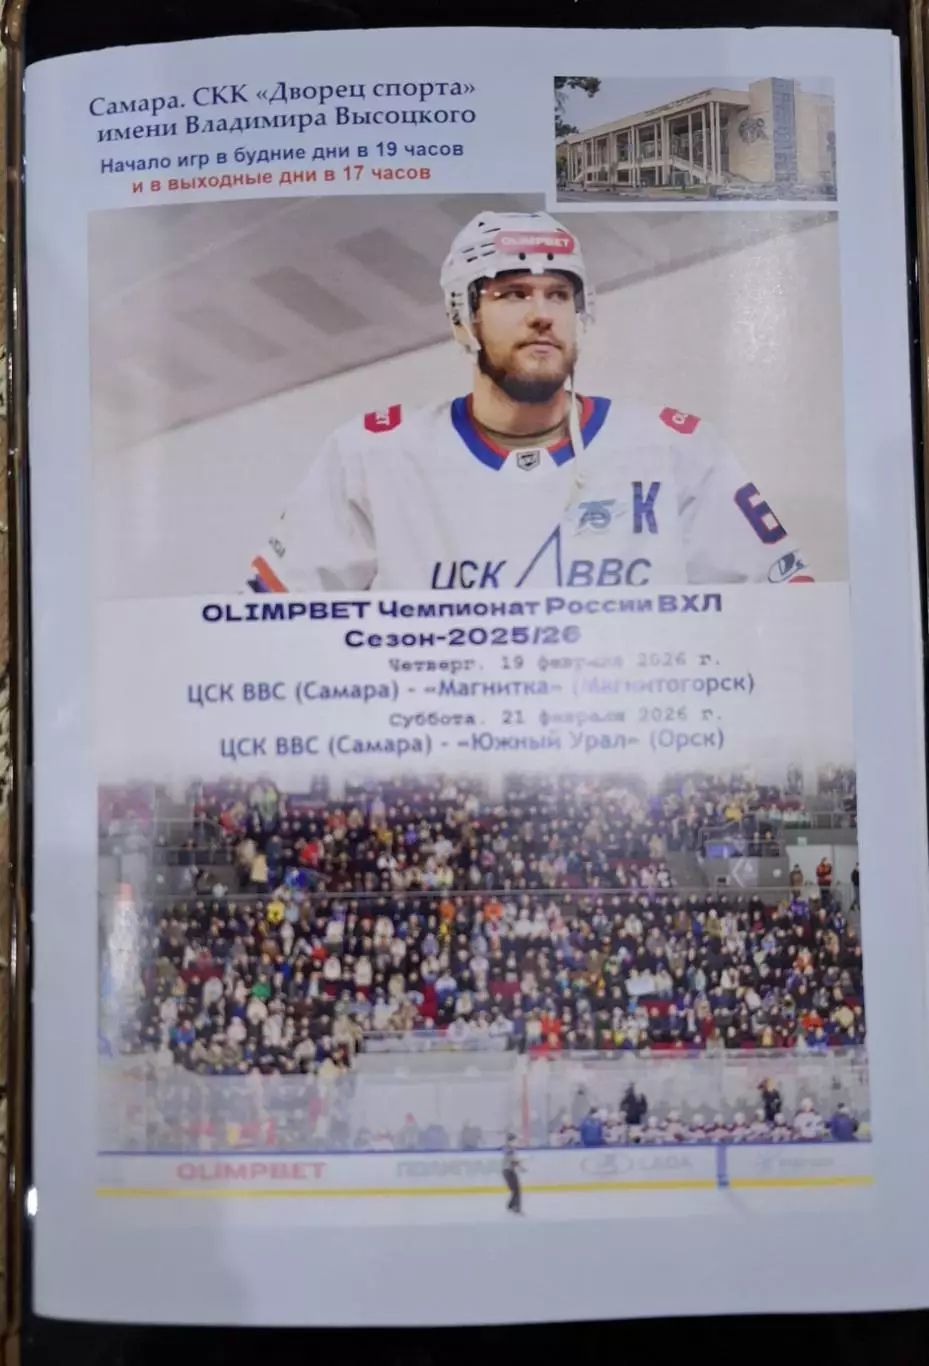 Самара. СКК «Дворец спорта»
имени Владимира Высоцкого
Начало игр в будние дни в 19 часов
и в выходные дни в 17 часов
OLIMPBET
75 К
6
ЦСК ВВС
OLIMPBET Чемпионат России ВХЛ
Сезон-2025/26
Четверг. 19 февраля 2026 г.
ЦСК ВВС (Самара) - «Магнитка» (Магнитогорск)
Суббота. 21 февраля 2026 г.
ЦСК ВВС (Самара) - «Южный Урал» (Орск)
OLIMPBET
LADA